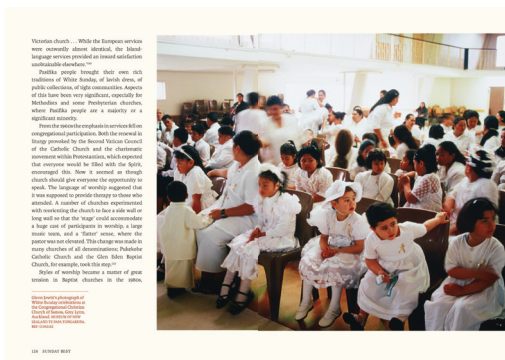 Victorian church . . . While the European services
were outwardly almost identical, the Island-
language services provided an inward satisfaction
unobtainable elsewhere.'
Pasifika people brought their own rich
traditions of White Sunday, of lavish dress, of
public collections, of tight communities. Aspects
of this have been very significant, especially for
Methodists and some Presbyterian churches,
where Pasifika people are a majority or a
significant minority.
From the 1960s the emphasis in services fell on
congregational participation. Both the renewal in
liturgy provoked by the Second Vatican Council
of the Catholic Church and the charismatic
movement within Protestantism, which expected
that everyone would be filled with the Spirit,
encouraged this. Now it seemed as though
church should give everyone the opportunity to
speak. The language of worship suggested that
it was supposed to provide therapy to those who
attended. A number of churches experimented
with reorienting the church to face a side wall or
long wall so that the 'stage' could accommodate
a huge cast of participants in worship, a large
music team, and a 'flatter' sense, where the
pastor was not elevated. This change was made in
many churches of all denominations; Pukekohe
Catholic Church and the Glen Eden Baptist
Church, for example, took this step.
Styles of worship became a matter of great
tension in Baptist churches in the 1980s,
Glenn Jowitt's photograph of
White Sunday celebrations at
the Congregational Christian
Church of Samoa, Grey Lynn,
Auckland. MUSEUM OF NEW
ZEALAND TE PAPA TONGAREWA,
SUNDAY BEST